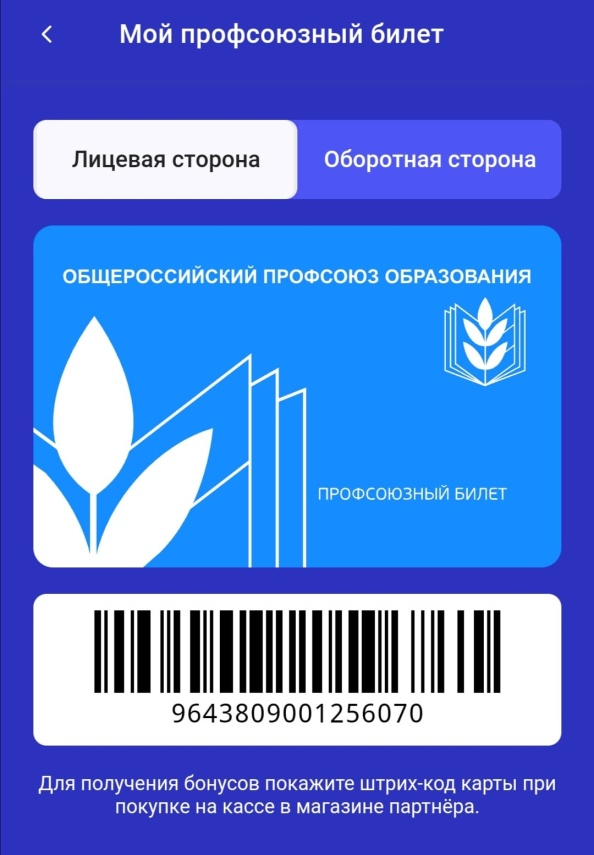 Мой профсоюзный билет
Лицевая сторона
Оборотная сторона
ОБЩЕРОССИЙСКИЙ ПРОФСОЮЗ ОБРАЗОВАНИЯ
ПРОФСОЮЗНЫЙ БИЛЕТ
9643809001256070
Для получения бонусов покажите штрих-код карты при
покупке на кассе в магазине партнёра.